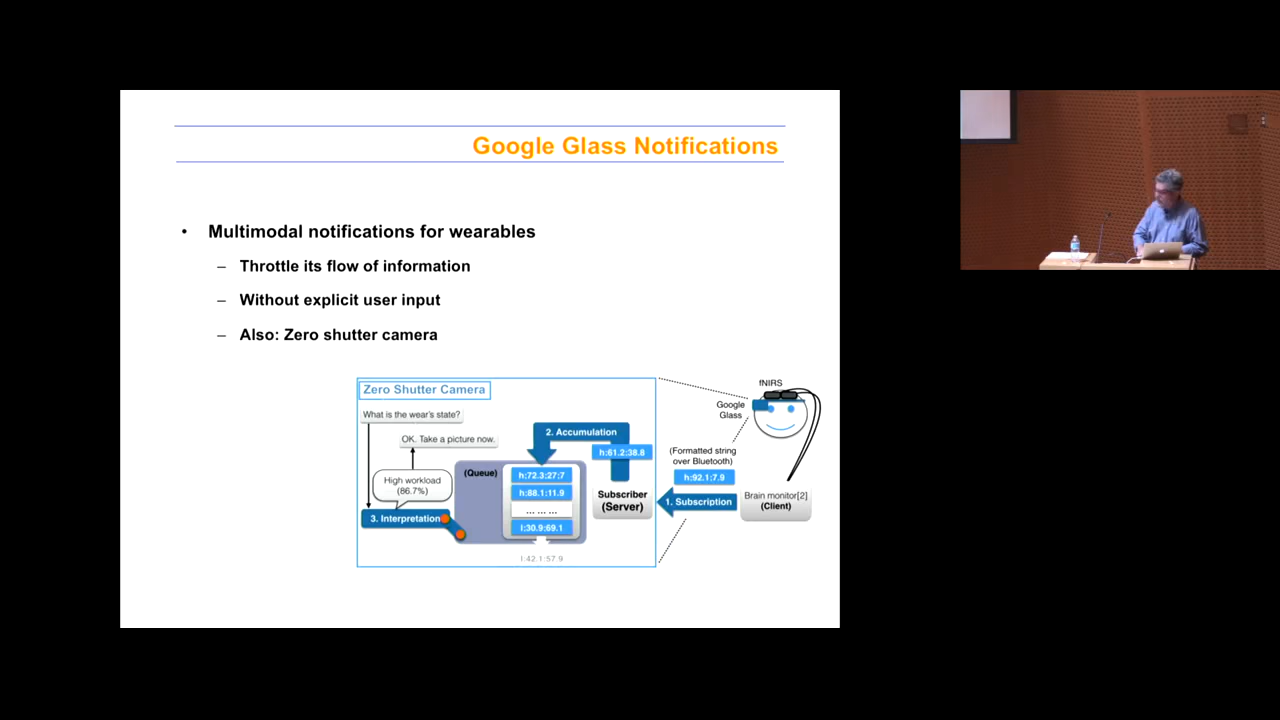 Google Glass Notifications
• Multimodal notifications for wearables
– Throttle its flow of information
– Without explicit user input
– Also: Zero shutter camera
Zero Shutter Camera
What is the wear's state?
OK. Take a picture now.
High workload
(86.7%)
3. Interpretation
(Queue)
2. Accumulation
h:61.2;38.8
h:72.3:27;7
h:88.1:11.9
... ... ...
l:30.9:69.1
l:42.1:57.9
Subscriber
(Server)
fNIRS
Google
Glass
(Formatted string
over Bluetooth)
h:92.1;7.9
1. Subscription
Brain monitor[2]
(Client)